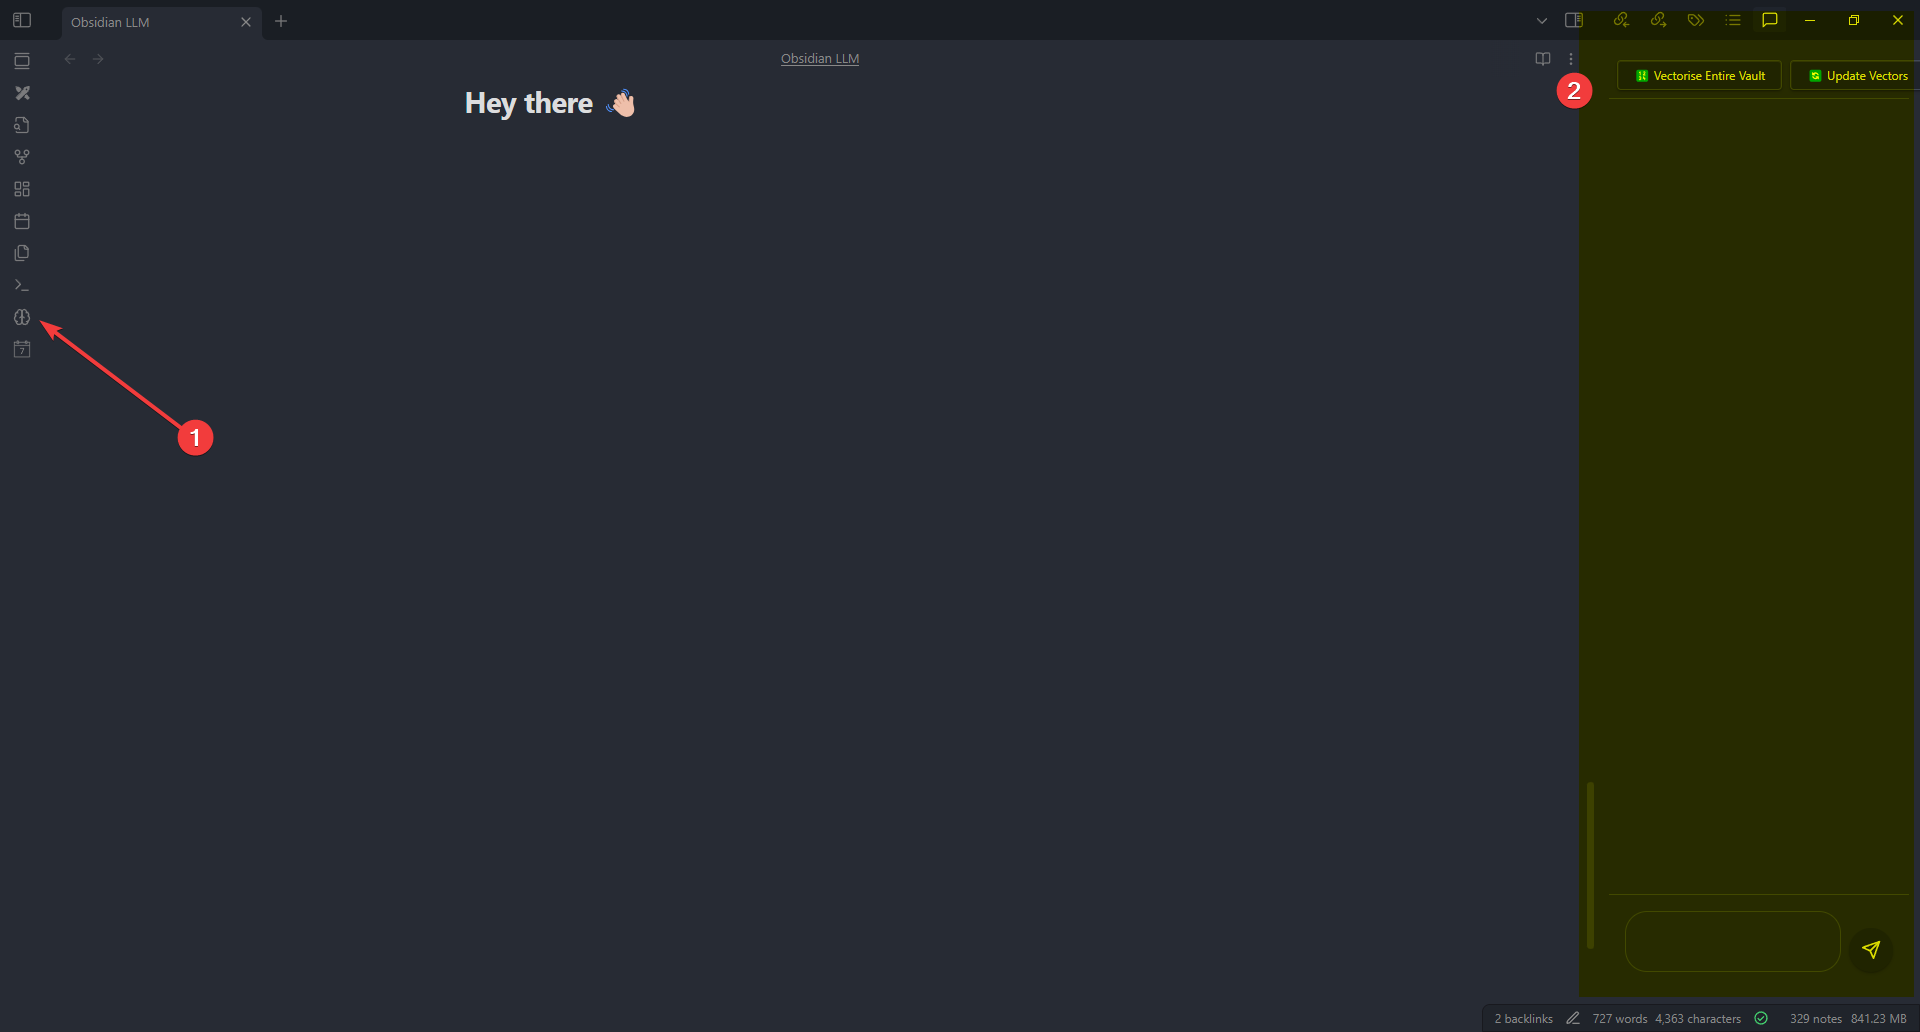 Obsidian LLM
Obsidian LLM
Vectorise Entire Vault
Update Vectors
Hey there 👋🏻
2
7
1
2 backlinks 727 words 4,363 characters 329 notes 841.23 MB